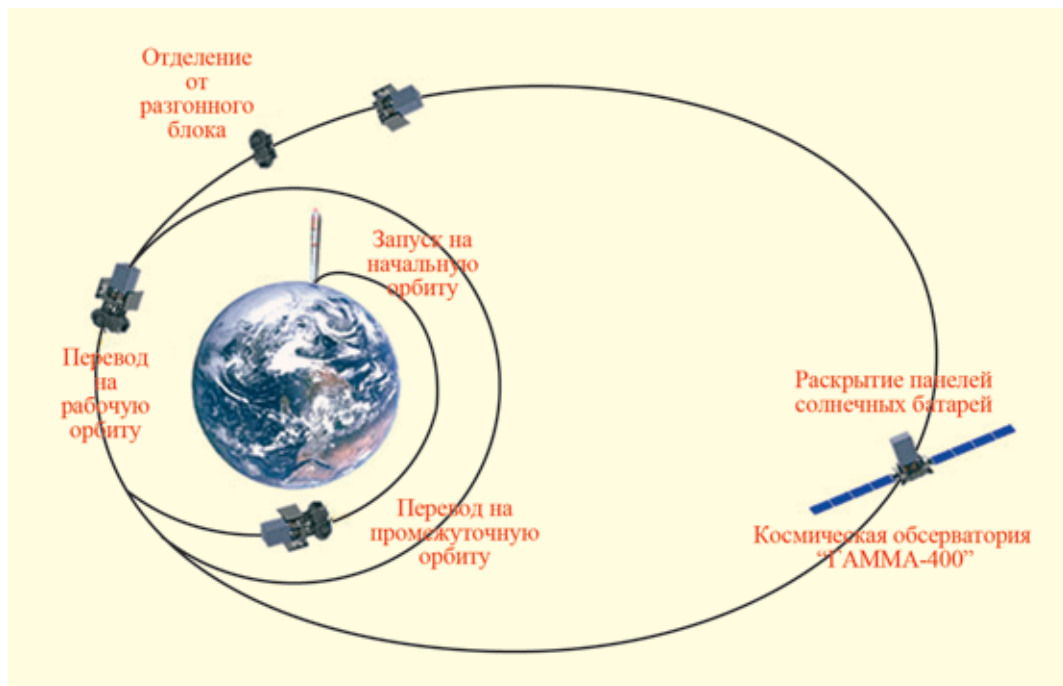 Отделение
от
разгонного
блока
Запуск на
начальную
орбиту
Перевод
на
рабочую
орбиту
Раскрытие панелей
солнечных батарей
Перевод на
промежуточную
орбиту
Космическая обсерватория
“ГАММА-400”